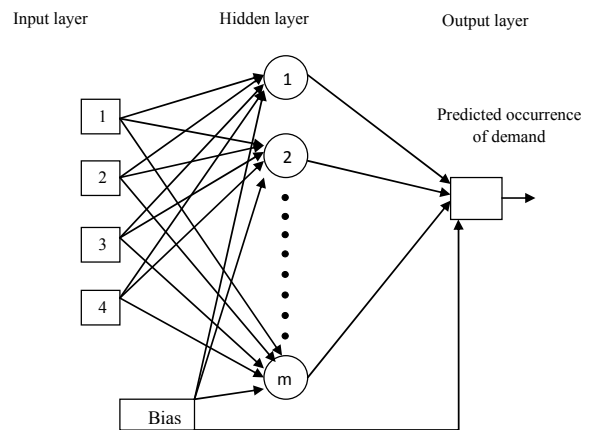 Input layer
Hidden layer
Output layer
1
2
3
4
Bias
1
2
m
Predicted occurrence
of demand